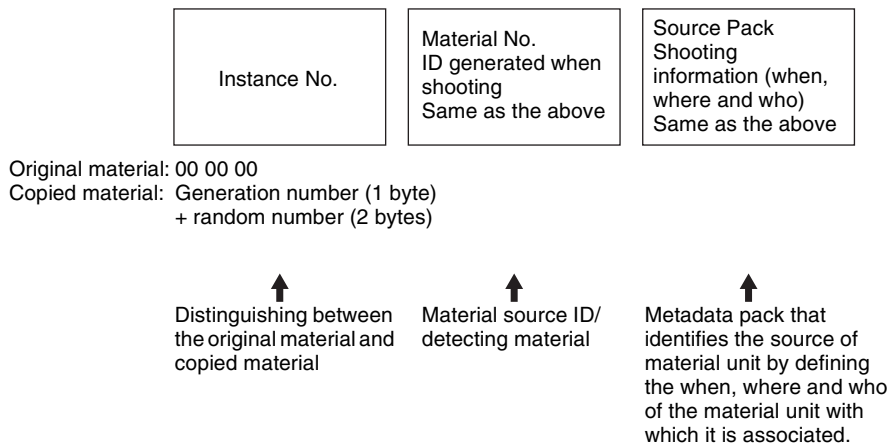 Instance No.
Material No.
ID generated when
shooting
Same as the above
Source Pack
Shooting
information (when,
where and who)
Same as the above
Original material: 00 00 00
Copied material: Generation number (1 byte)
+ random number (2 bytes)
Distinguishing between
the original material and
copied material
Material source ID/
detecting material
Metadata pack that
identifies the source of
material unit by defining
the when, where and who
of the material unit with
which it is associated.